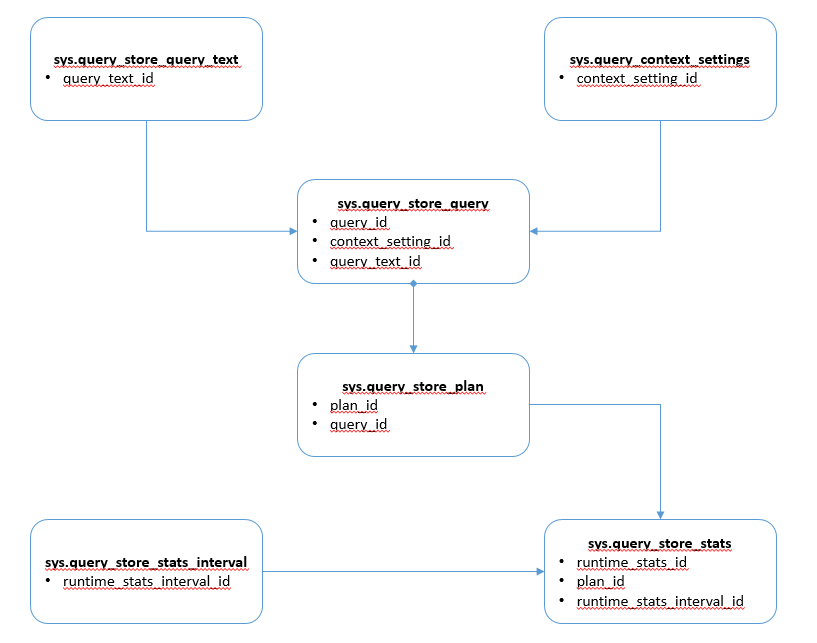 sys.query_store_query_text
• query_text_id
sys.query_context_settings
• context_setting_id
sys.query_store_query
• query_id
• context_setting_id
• query_text_id
sys.query_store_plan
• plan_id
• query_id
sys.query_store_stats_interval
• runtime_stats_interval_id
sys.query_store_stats
• runtime_stats_id
• plan_id
• runtime_stats_interval_id